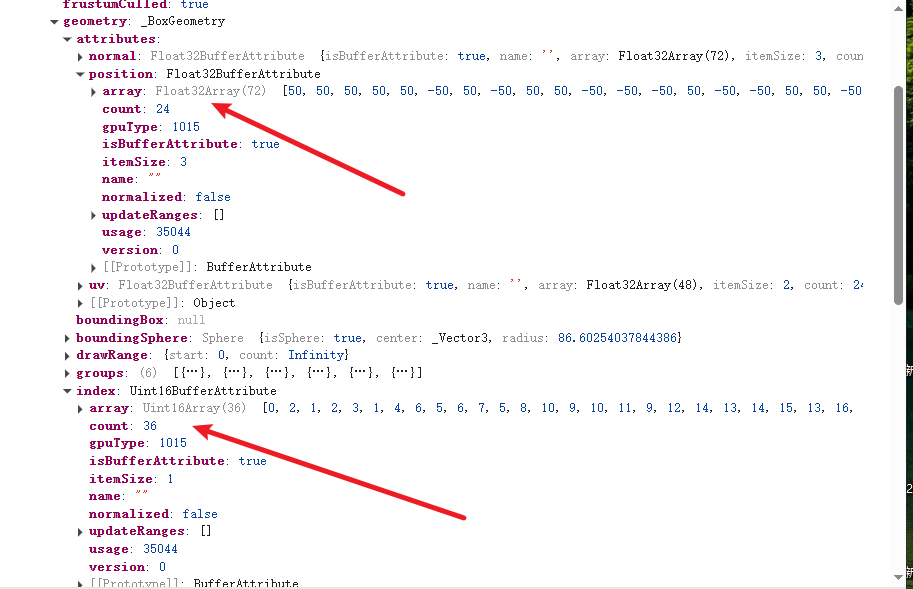 frustumCulled: true
geometry: _BoxGeometry
attributes:
normal: Float32BufferAttribute {isBufferAttribute: true, name: '', array: Float32Array(72), itemSize: 3, coun
position: Float32BufferAttribute
array: Float32Array(72) [50, 50, 50, 50, 50, -50, 50, -50, 50, 50, -50, -50, -50, 50, -50, -50, 50, 50, -50
count: 24
gpuType: 1015
isBufferAttribute: true
itemSize: 3
name: ""
normalized: false
updateRanges: []
usage: 35044
version: 0
[[Prototype]]: BufferAttribute
uv: Float32BufferAttribute {isBufferAttribute: true, name: '', array: Float32Array(48), itemSize: 2, count: 24
[[Prototype]]: Object
boundingBox: null
boundingSphere: Sphere {isSphere: true, center: _Vector3, radius: 86.60254037844386}
drawRange: {start: 0, count: Infinity}
groups: (6) [{…}, {…}, {…}, {…}, {…}, {…}]
index: Uint16BufferAttribute
array: Uint16Array(36) [0, 2, 1, 2, 3, 1, 4, 6, 5, 6, 7, 5, 8, 10, 9, 10, 11, 9, 12, 14, 13, 14, 15, 13, 16,
count: 36
gpuType: 1015
isBufferAttribute: true
itemSize: 1
name: ""
normalized: false
updateRanges: []
usage: 35044
version: 0
[[Prototype]]: BufferAttribute